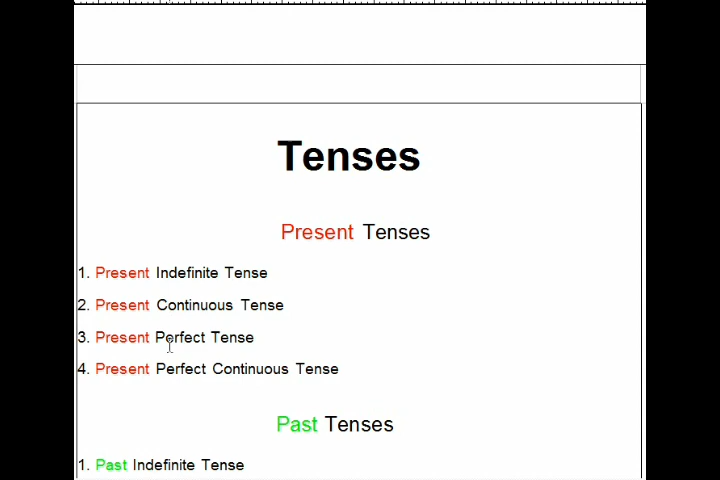 Tenses
Present Tenses
1. Present Indefinite Tense
2. Present Continuous Tense
3. Present Perfect Tense
4. Present Perfect Continuous Tense
Past Tenses
1. Past Indefinite Tense